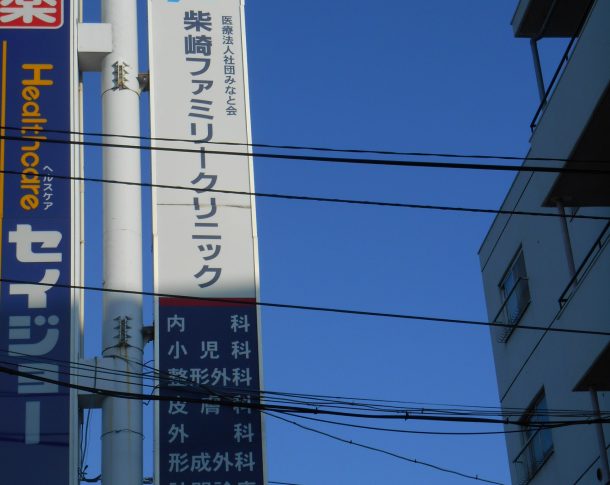 薬
Healthcare
ヘルスケア
セイジョー
医療法人社団みなと会
柴崎ファミリークリニック
内科
小児科
整形外科
皮膚科
外科
形成外科